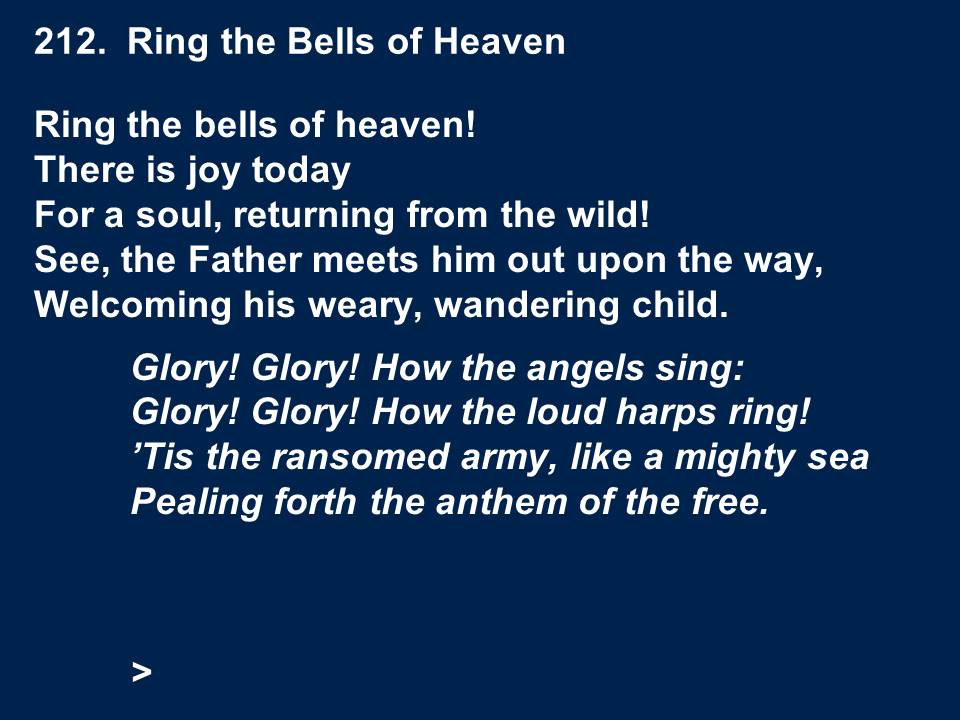 212.  Ring the Bells of Heaven
Ring the bells of heaven!
There is joy today
For a soul, returning from the wild!
See, the Father meets him out upon the way,
Welcoming his weary, wandering child.
Glory! Glory! How the angels sing:
Glory! Glory! How the loud harps ring!
’Tis the ransomed army, like a mighty sea
Pealing forth the anthem of the free.
>